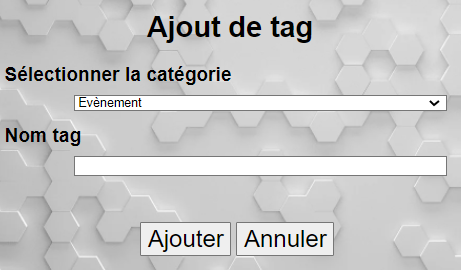 Ajout de tag
Sélectionner la catégorie
Evènement
Nom tag
Ajouter Annuler